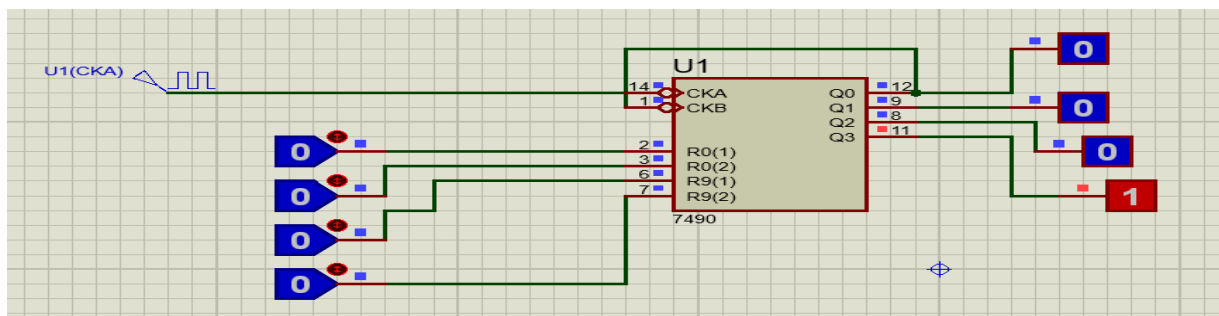 U1(CKA)
U1
14 CKA Q0 12 0
1 CKB Q1 9 0
Q2 8 0
Q3 11 1
0 2 R0(1)
0 3 R0(2)
0 6 R9(1)
0 7 R9(2)
7490